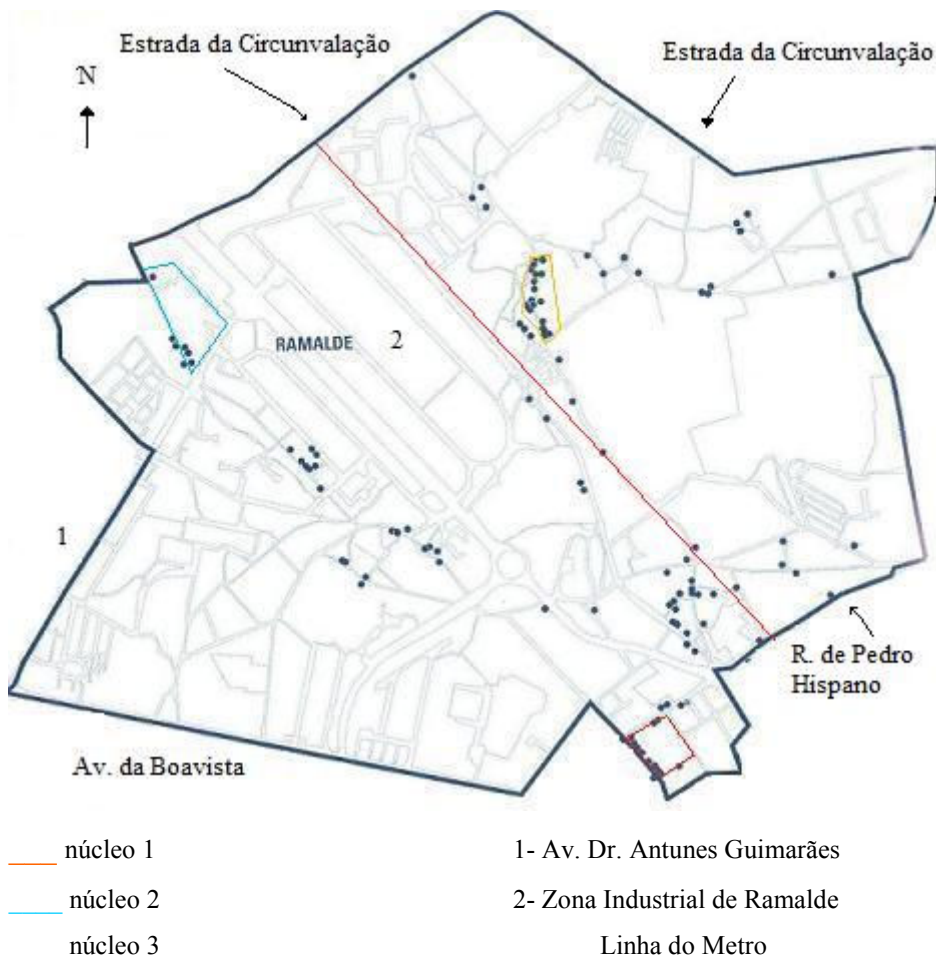 Estrada da Circunvalação
Estrada da Circunvalação
N
RAMALDE
2
1
R. de Pedro
Hispano
Av. da Boavista
núcleo 1
1- Av. Dr. Antunes Guimarães
núcleo 2
2- Zona Industrial de Ramalde
núcleo 3
Linha do Metro